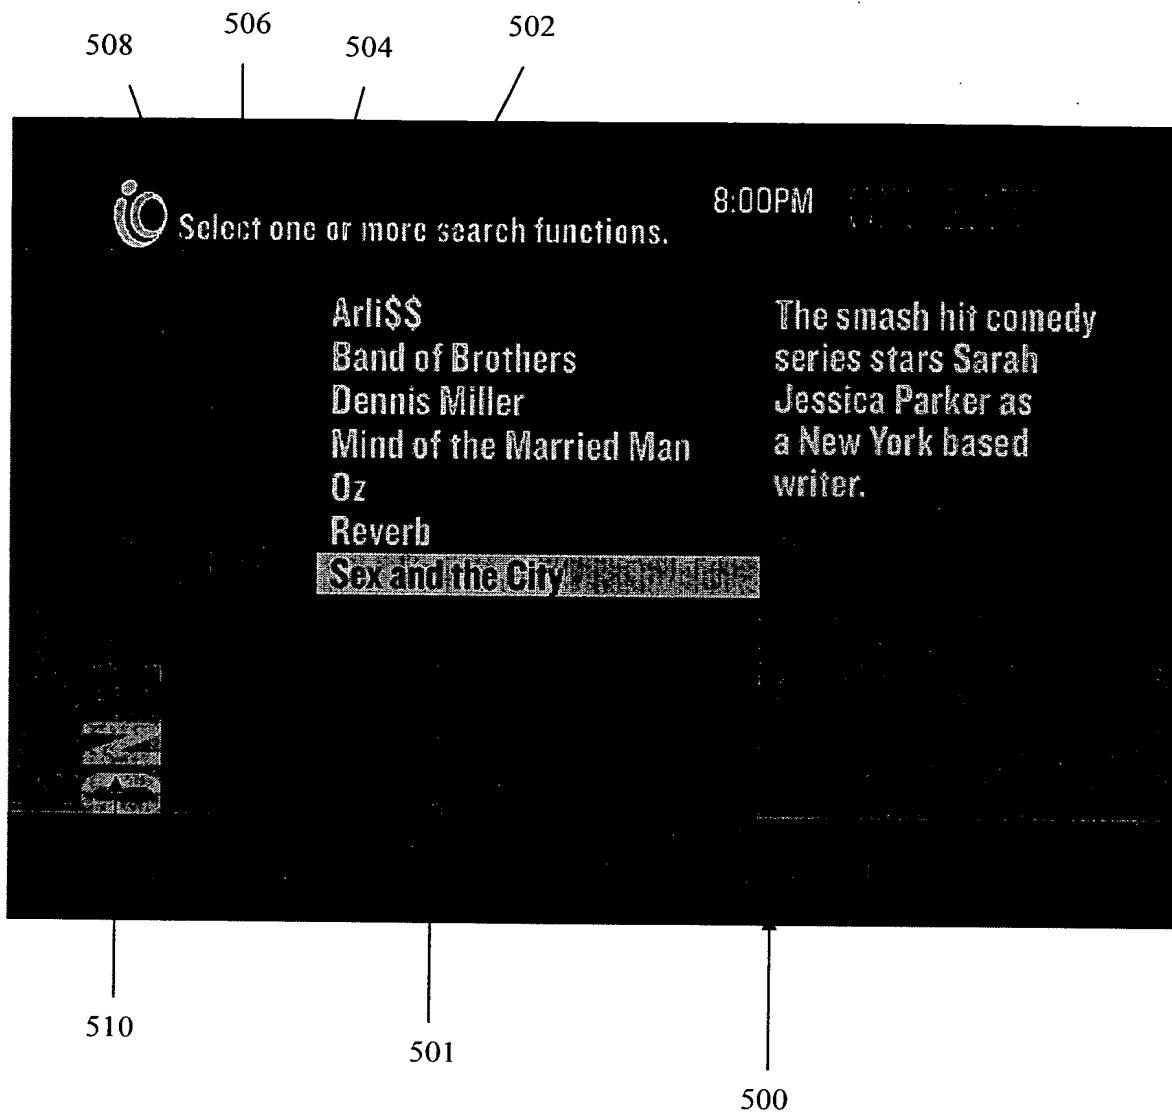 506
502
508
504
8:00PM
Select one or more search functions.
Arli$$
The smash hit comedy
Band of Brothers
series stars Sarah
Dennis Miller
Jessica Parker as
Mind of the Married Man
a New York based
Oz
writer.
Reverb
Sex and the City
510
501
500